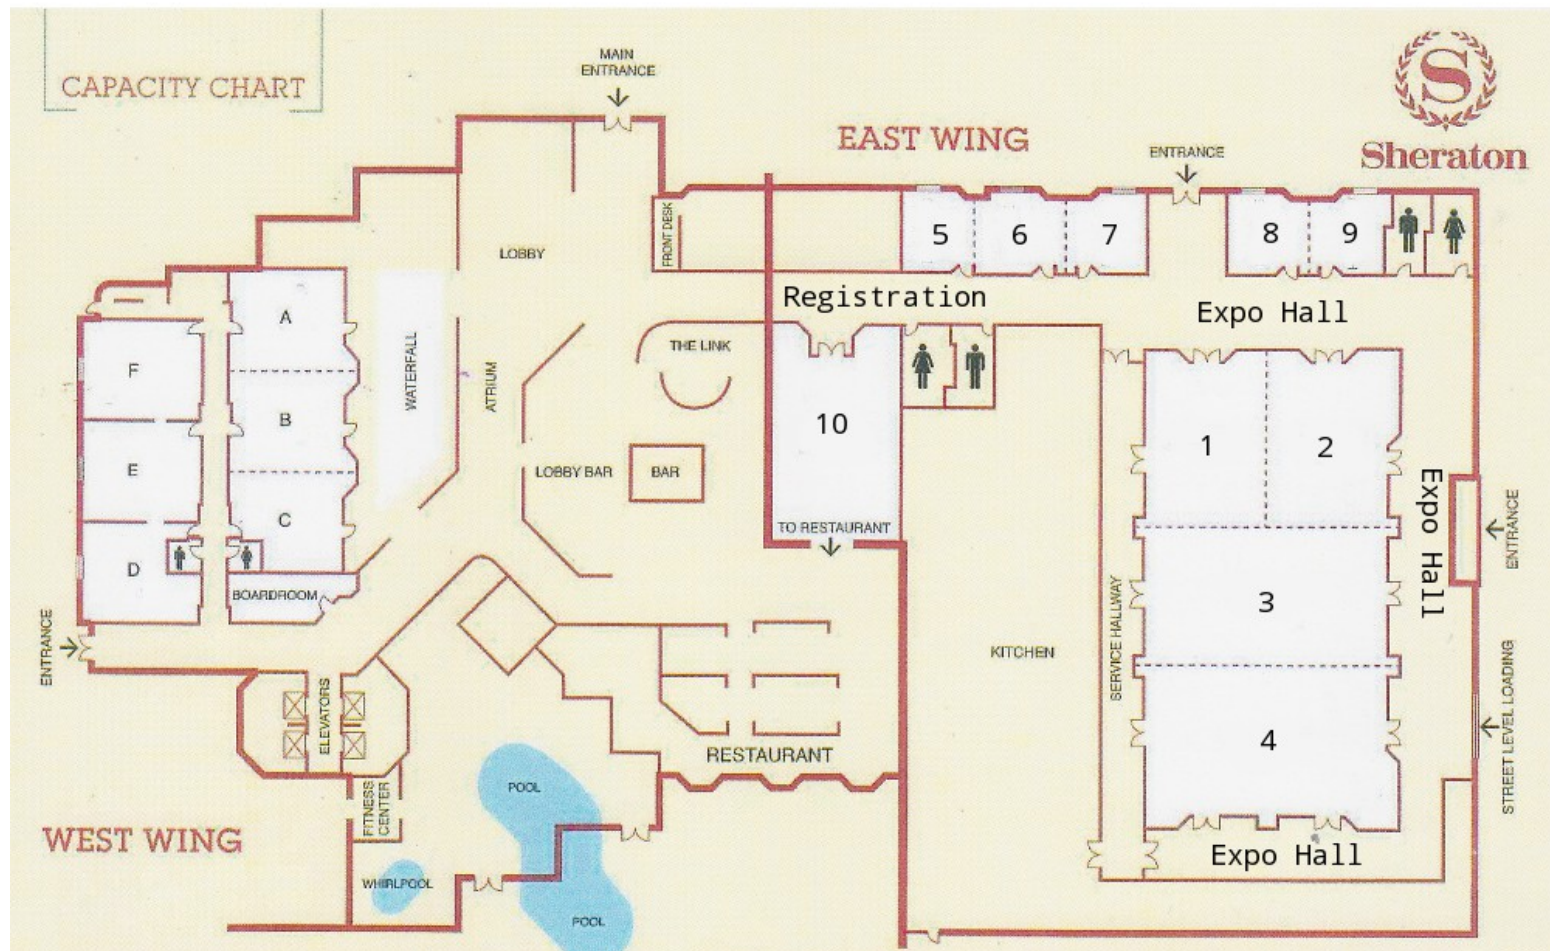 CAPACITY CHART
MAIN
ENTRANCE
EAST WING
ENTRANCE
S
Sheraton
LOBBY
FRONT DESK
5
6
7
8
9
Registration
Expo Hall
A
F
WATERFALL
ATRIUM
THE LINK
B
10
1
2
E
LOBBY BAR
BAR
Expo Hall
ENTRANCE
C
TO RESTAURANT
D
BOARDROOM
SERVICE HALLWAY
3
ENTRANCE
KITCHEN
STREET LEVEL LOADING
ELEVATORS
4
RESTAURANT
POOL
FITNESS
CENTER
WEST WING
Expo Hall
WHIRLPOOL
POOL